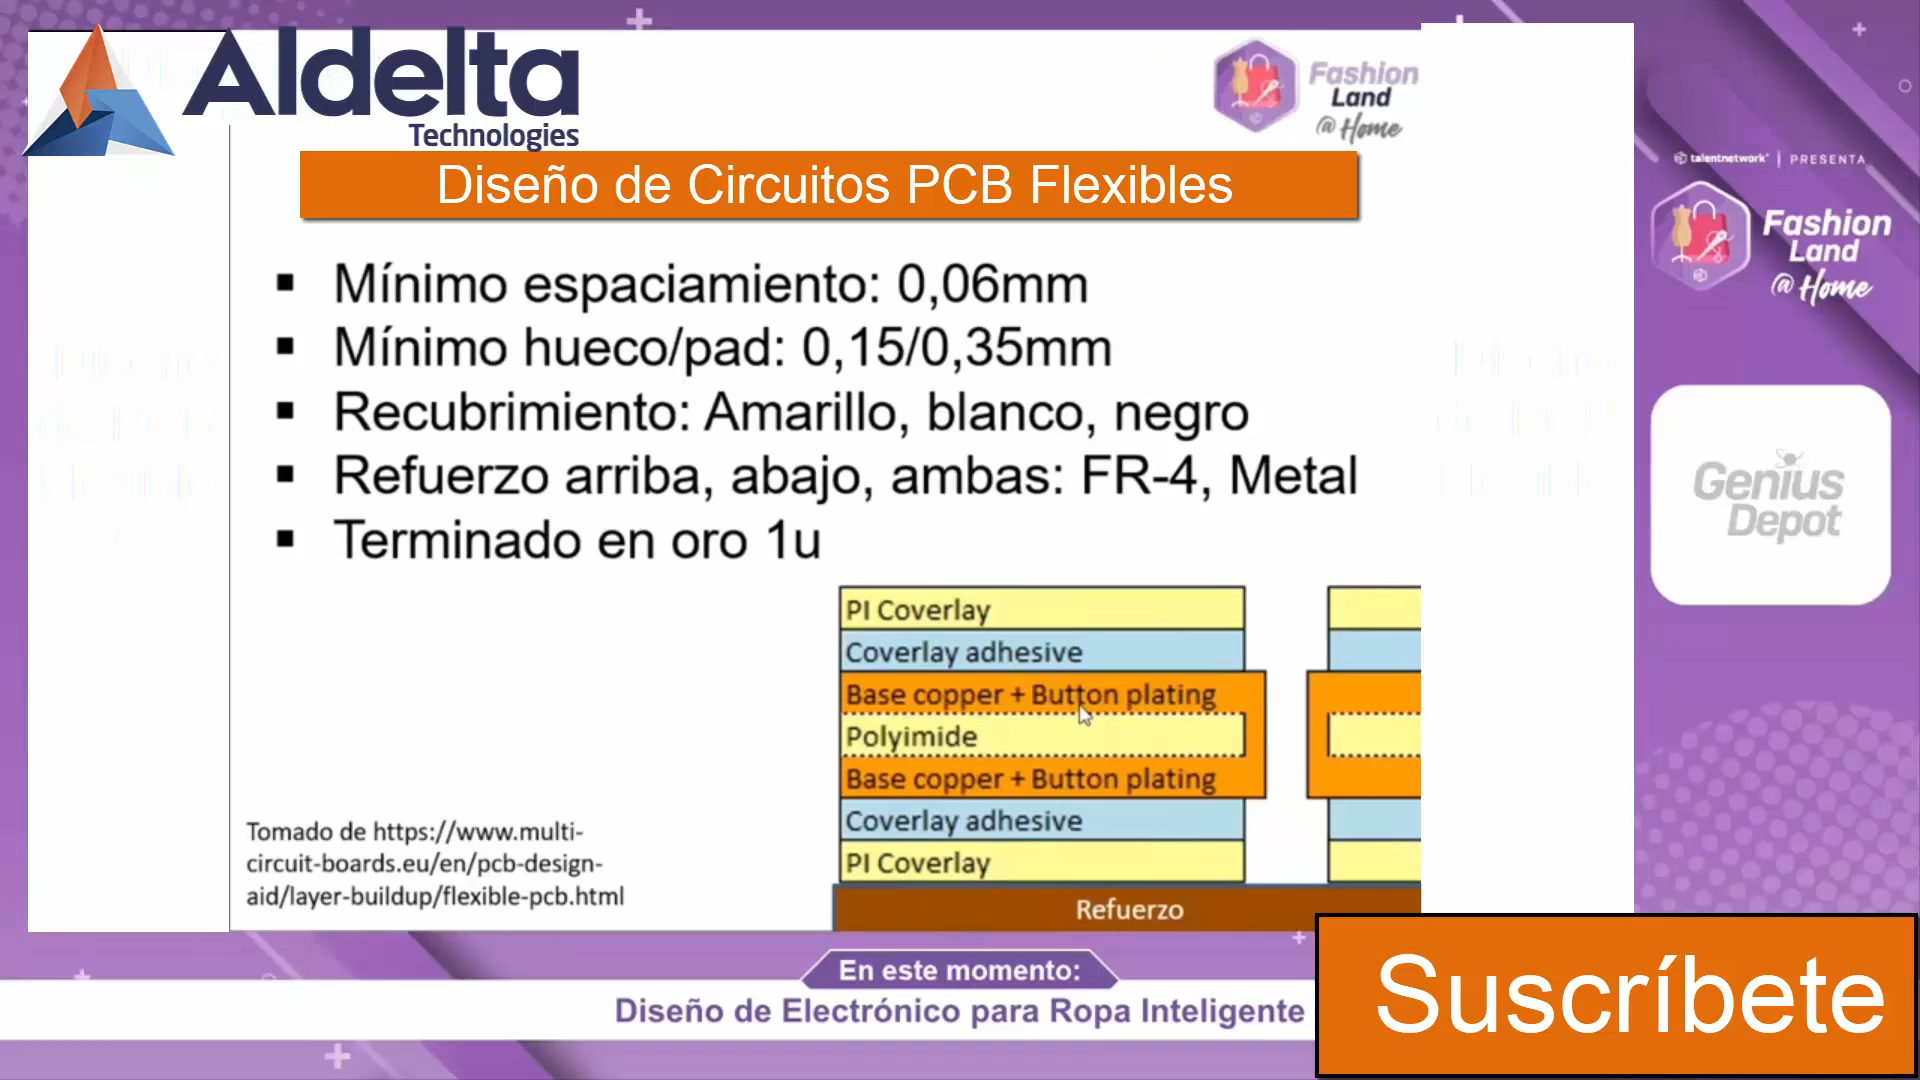 Aldelta
Technologies
Fashion
Land
@ Home
Diseño de Circuitos PCB Flexibles
Mínimo espaciamiento: 0,06mm
Mínimo hueco/pad: 0,15/0,35mm
Recubrimiento: Amarillo, blanco, negro
Refuerzo arriba, abajo, ambas: FR-4, Metal
Terminado en oro 1u
PI Coverlay
Coverlay adhesive
Base copper + Button plating
Polyimide
Base copper + Button plating
Coverlay adhesive
PI Coverlay
Refuerzo
Tomado de https://www.multi-
circuit-boards.eu/en/pcb-design-
aid/layer-buildup/flexible-pcb.html
talentnetwork | PRESENTA
Fashion
Land
@ Home
Genius
Depot
En este momento:
Diseño de Electrónico para Ropa Inteligente
Suscríbete